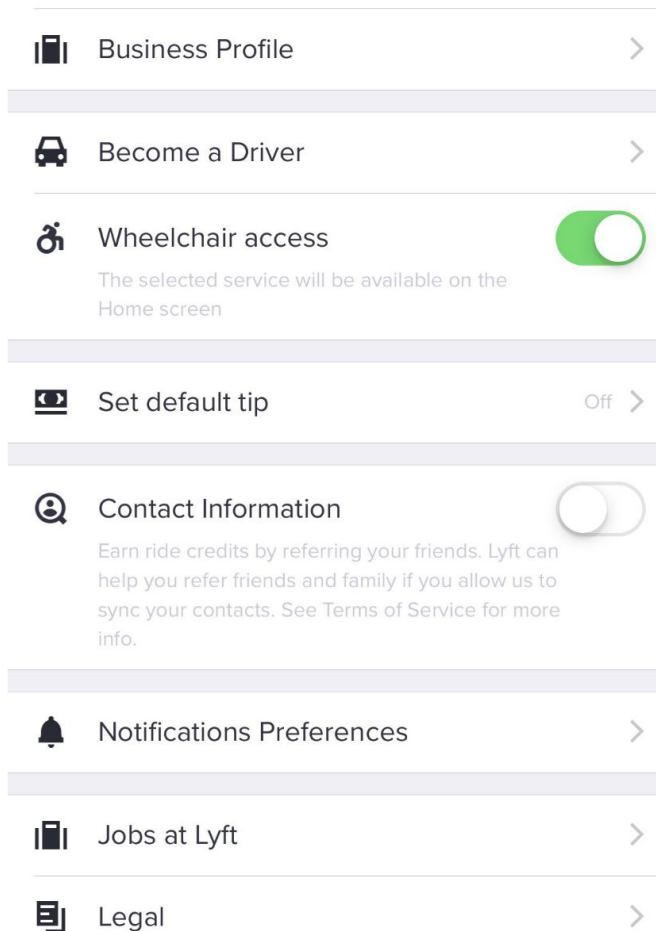 Business Profile
Become a Driver
Wheelchair access
The selected service will be available on the
Home screen
Set default tip
Off
Contact Information
Earn ride credits by referring your friends. Lyft can
help you refer friends and family if you allow us to
sync your contacts. See Terms of Service for more
info.
Notifications Preferences
Jobs at Lyft
Legal